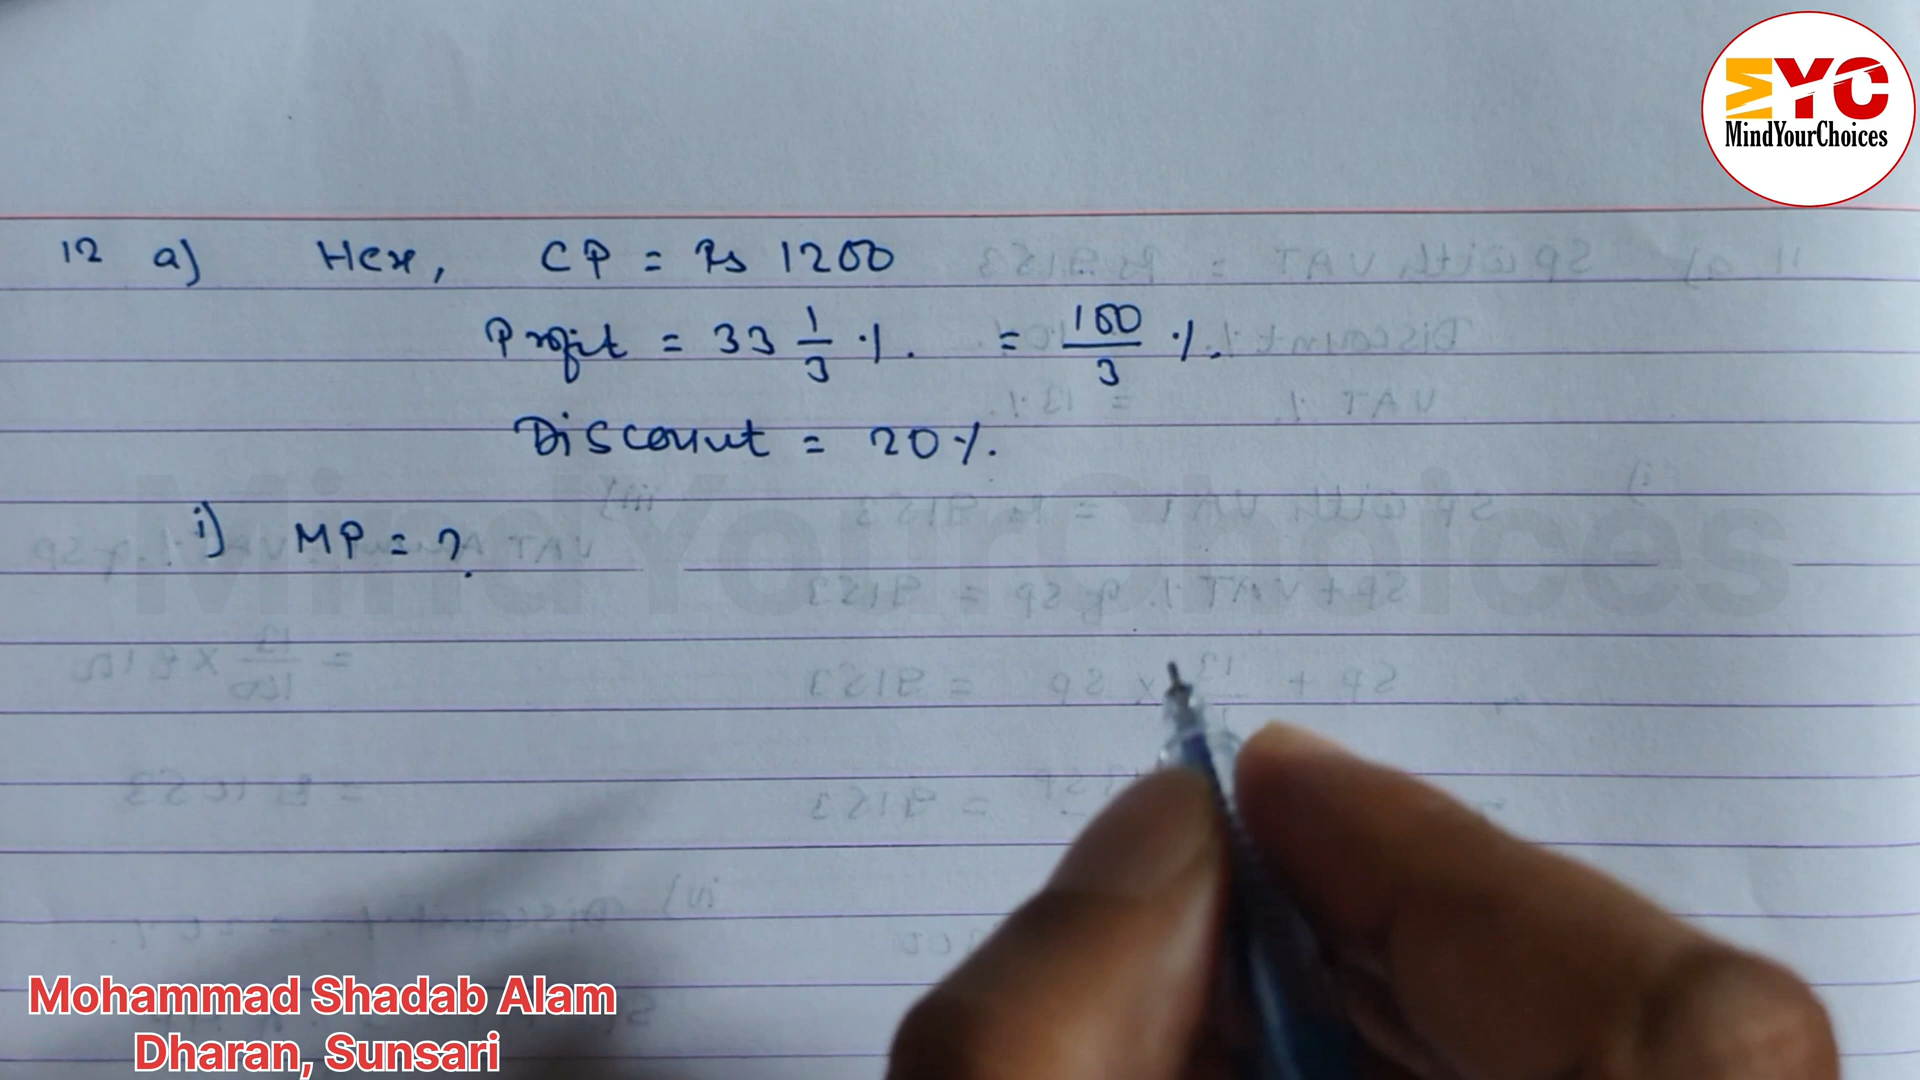 MYC
MindYourChoices
12 a) Here, CP = Rs 1200
Profit = 33 1/3 %. = 100/3 %.
Discount = 20%.
i) MP = ?
MindYourChoices
Mohammad Shadab Alam
Dharan, Sunsari